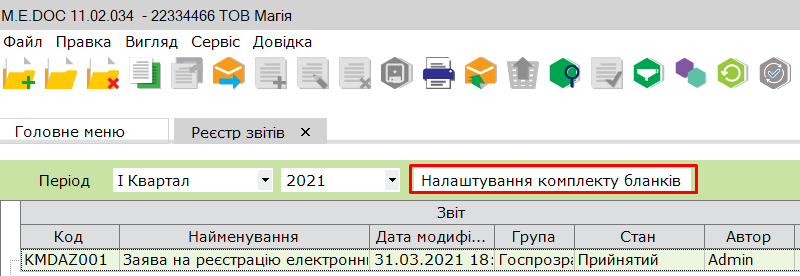 M.E.DOC 11.02.034 - 22334466 ТОВ Магія
Файл Правка Вигляд Сервіс Довідка
Головне меню Реєстр звітів ×
Період І Квартал 2021 Налаштування комплекту бланків
Звіт
Код Найменування Дата модифі... Група Стан Автор
KMDAZ001 Заява на реєстрацію електронн 31.03.2021 18: Госпрозра Прийнятий Admin